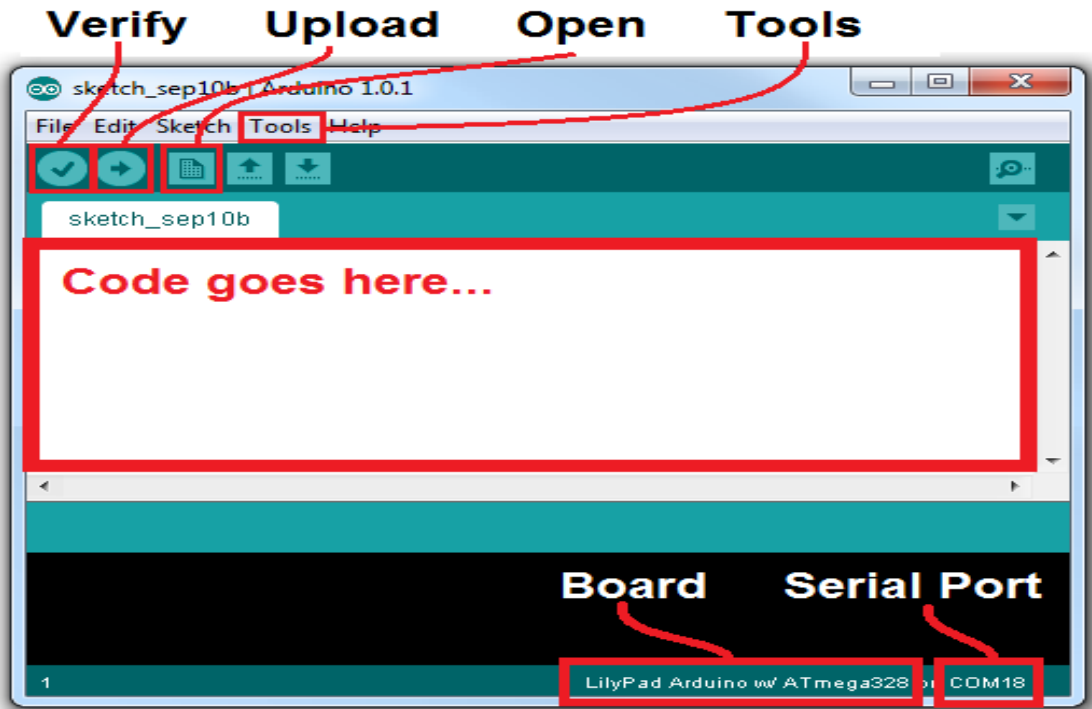 Verify Upload Open Tools
sketch_sep10b | Arduino 1.0.1
File Edit Sketch Tools Help
sketch_sep10b
Code goes here...
Board Serial Port
1 LilyPad Arduino w/ ATmega328 on COM18